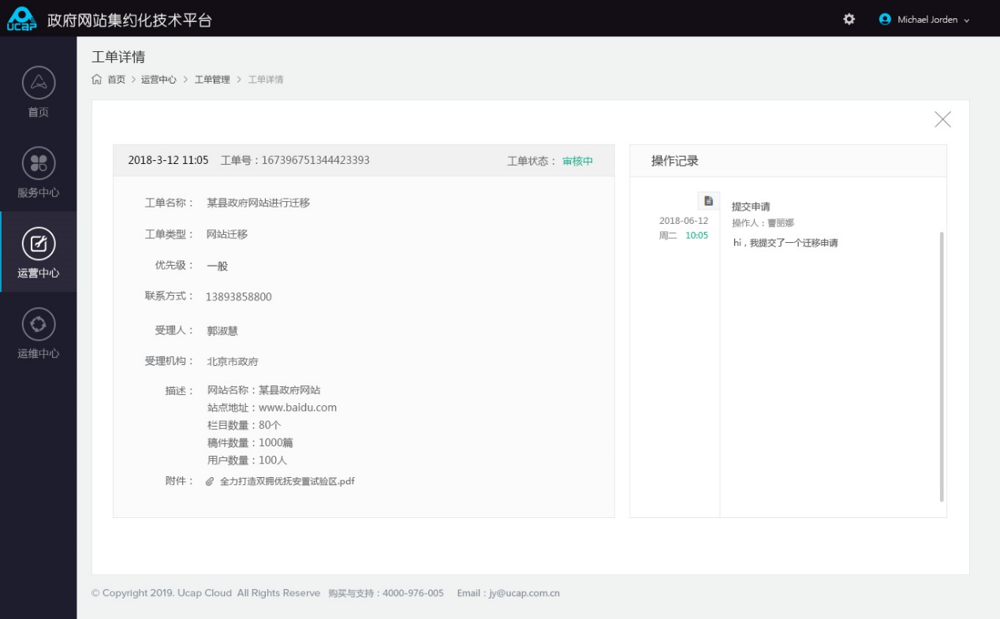 ucap 政府网站集约化技术平台 Michael Jorden
工单详情
首页 > 运营中心 > 工单管理 > 工单详情
首页
服务中心
运营中心
运维中心
2018-3-12 11:05 工单号：167396751344423393 工单状态： 审核中
工单名称： 某县政府网站进行迁移
工单类型： 网站迁移
优先级： 一般
联系方式： 13893858800
受理人： 郭淑慧
受理机构： 北京市政府
描述： 网站名称：某县政府网站
站点地址：www.baidu.com
栏目数量：80个
稿件数量：1000篇
用户数量：100人
附件： 全力打造双拥优抚安置试验区.pdf
操作记录
2018-06-12
周二 10:05
提交申请
操作人：曹丽娜
hi，我提交了一个迁移申请
© Copyright 2019. Ucap Cloud All Rights Reserve 购买与支持：4000-976-005 Email：jy@ucap.com.cn